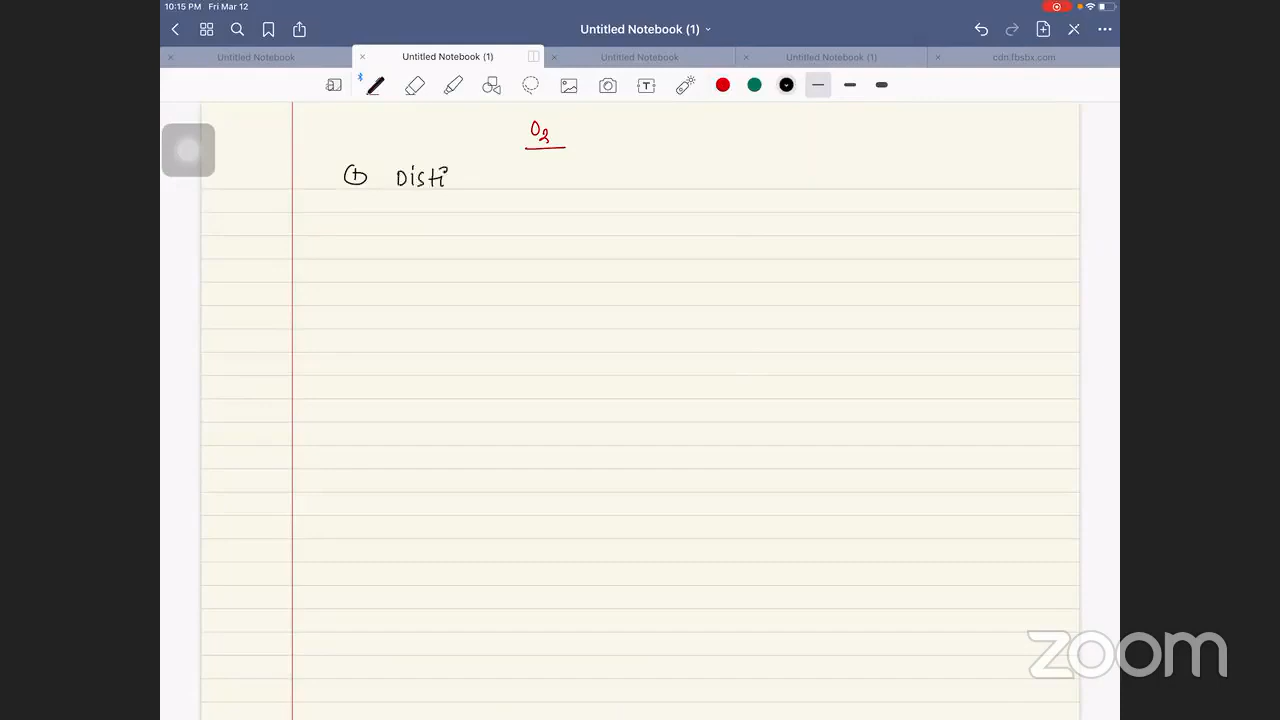 10:15 PM Fri Mar 12
Untitled Notebook (1)
Untitled Notebook
Untitled Notebook (1)
Untitled Notebook
Untitled Notebook (1)
cdn.fbsbx.com
T
O2
Disti
zoom